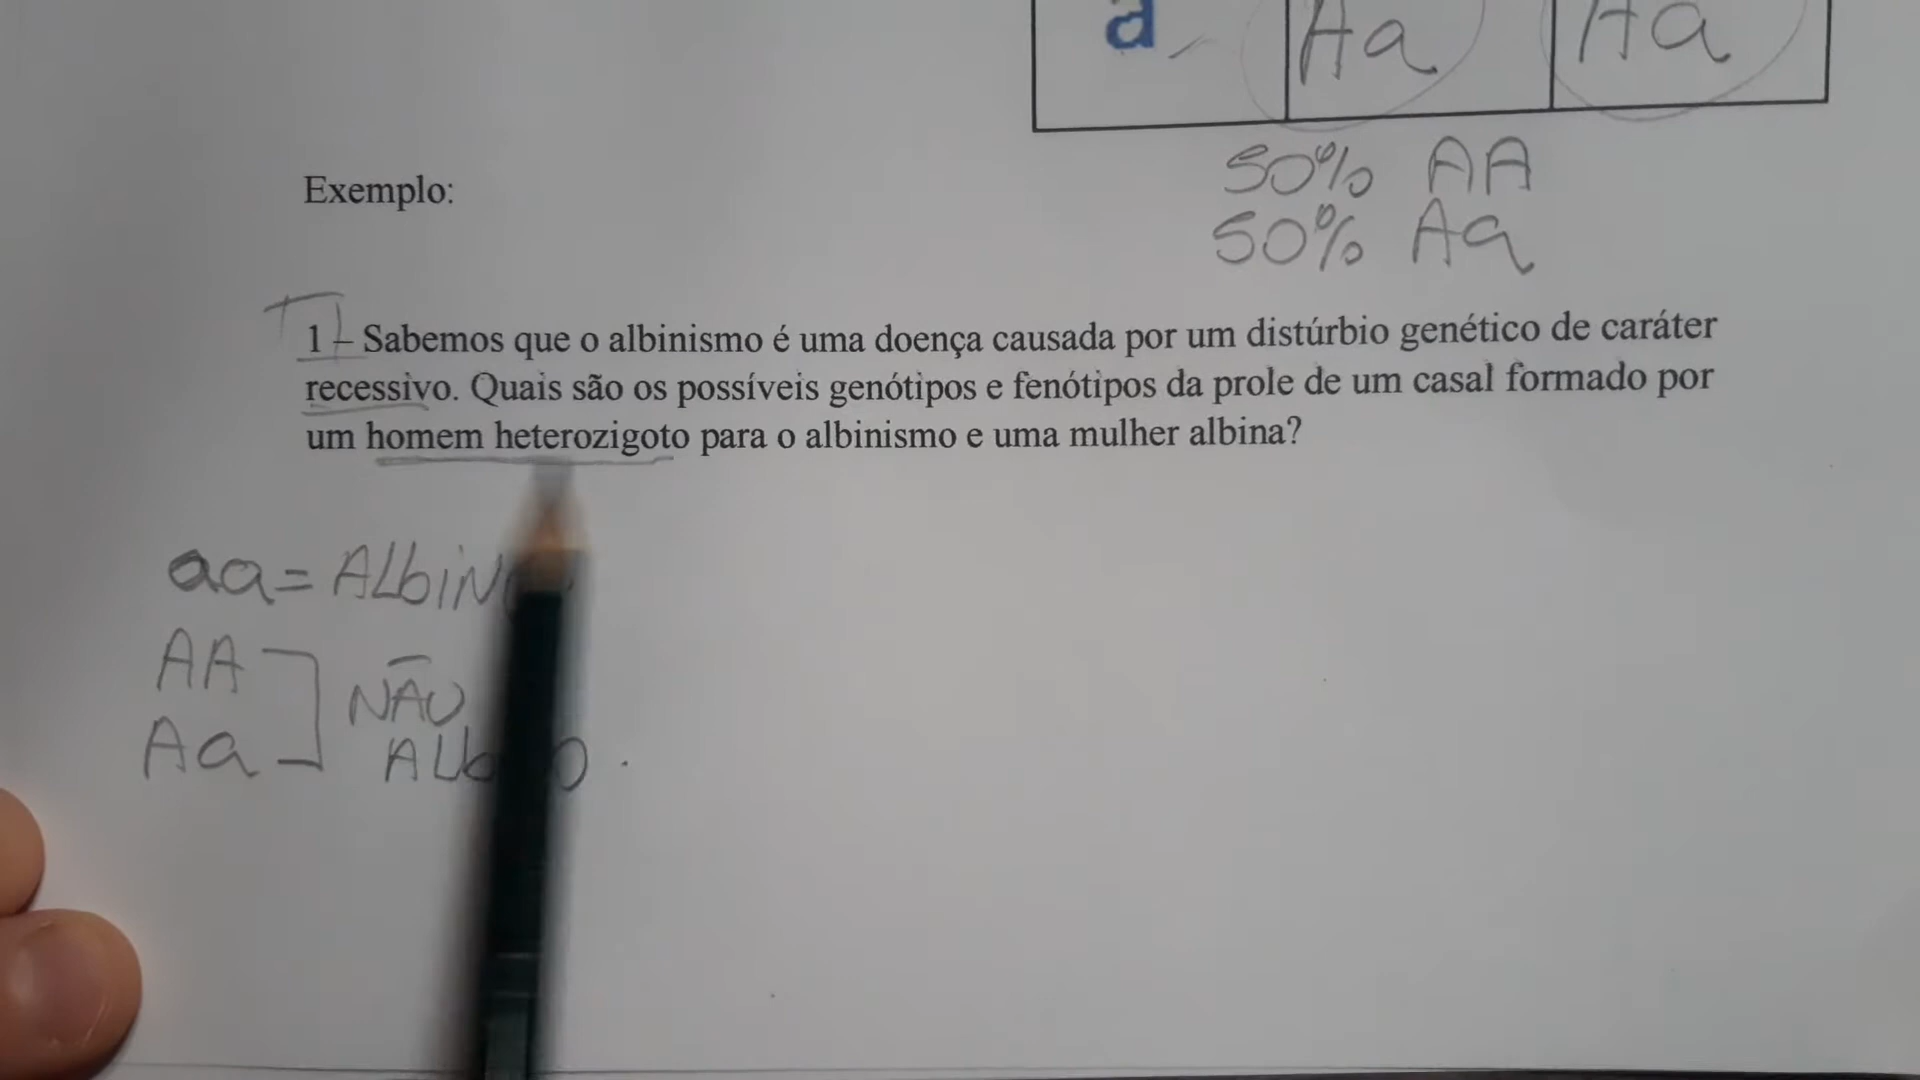 a Aa Aa
50% AA
50% Aa
Exemplo:
1 – Sabemos que o albinismo é uma doença causada por um distúrbio genético de caráter
recessivo. Quais são os possíveis genótipos e fenótipos da prole de um casal formado por
um homem heterozigoto para o albinismo e uma mulher albina?
aa =
AA
Aa
NÃO